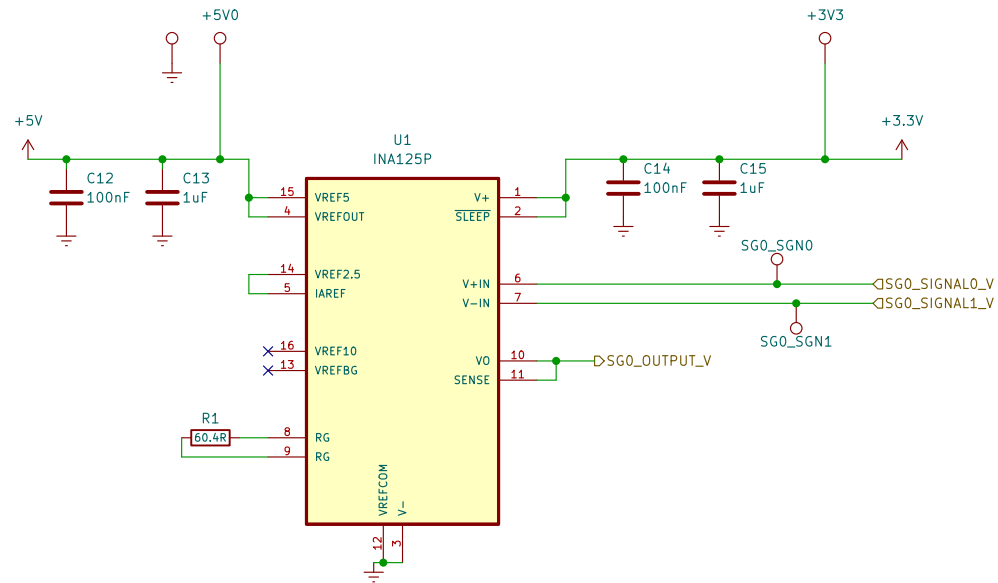 +5V0
+3V3
+5V
+3.3V
U1
INA125P
C12
100nF
C13
1uF
C14
100nF
C15
1uF
15 VREF5
4 VREFOUT
14 VREF2.5
5 IAREF
16 VREF10
13 VREFBG
8 RG
9 RG
R1
60.4R
V+ 1
SLEEP 2
V+IN 6
V-IN 7
VO 10
SENSE 11
SG0_SGN0
SG0_SIGNAL0_V
SG0_SIGNAL1_V
SG0_SGN1
SG0_OUTPUT_V
VREFCOM
V-
12
3